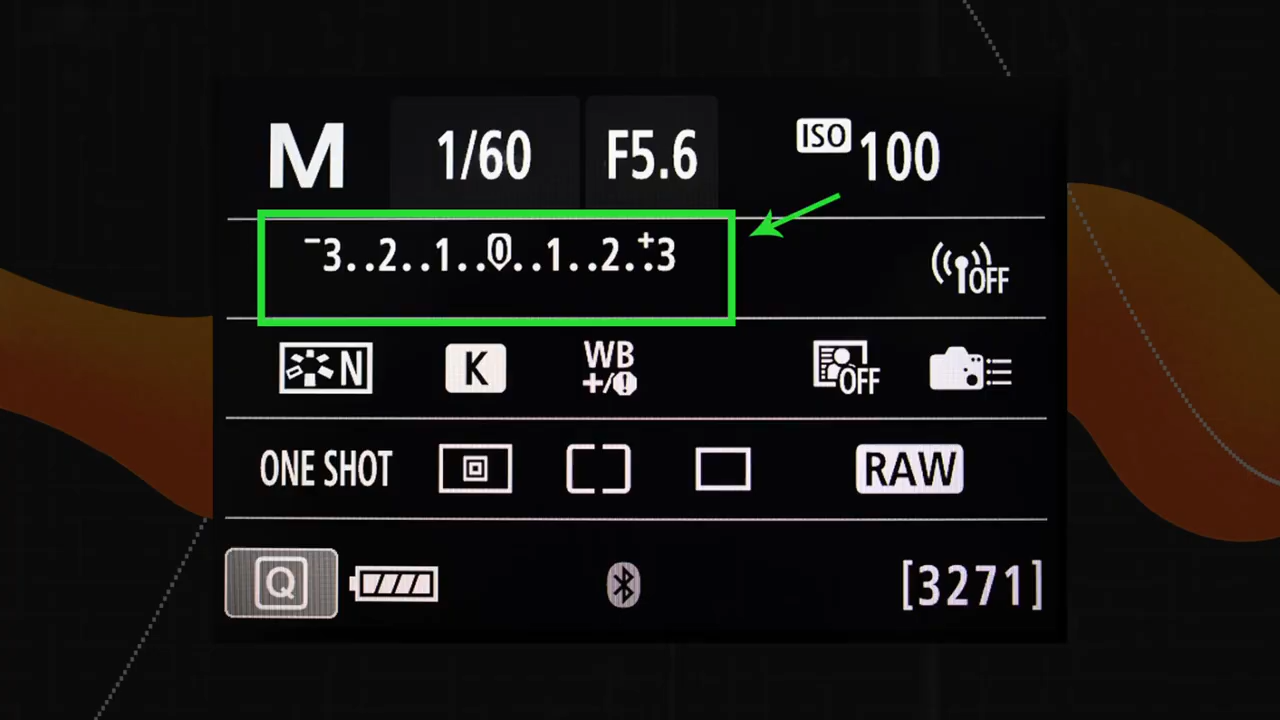 M 1/60 F5.6 ISO 100
-3..2..1..0..1..2..+3
OFF
N K WB +/- OFF
ONE SHOT RAW
Q [3271]